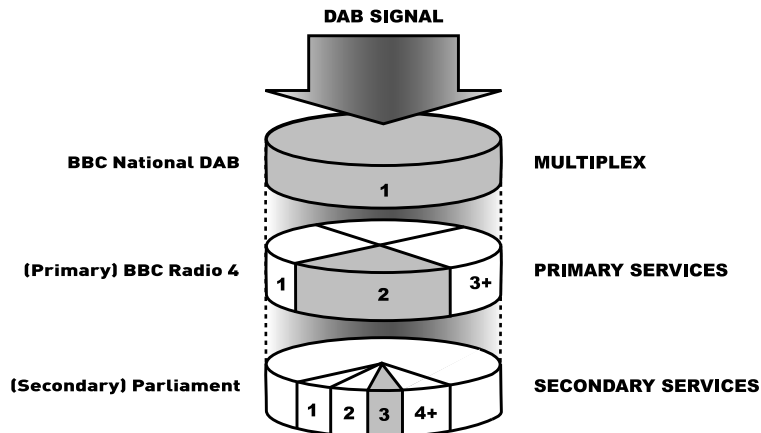 DAB SIGNAL
BBC National DAB
MULTIPLEX
1
(Primary) BBC Radio 4
PRIMARY SERVICES
1
2
3+
(Secondary) Parliament
SECONDARY SERVICES
1
2
3
4+